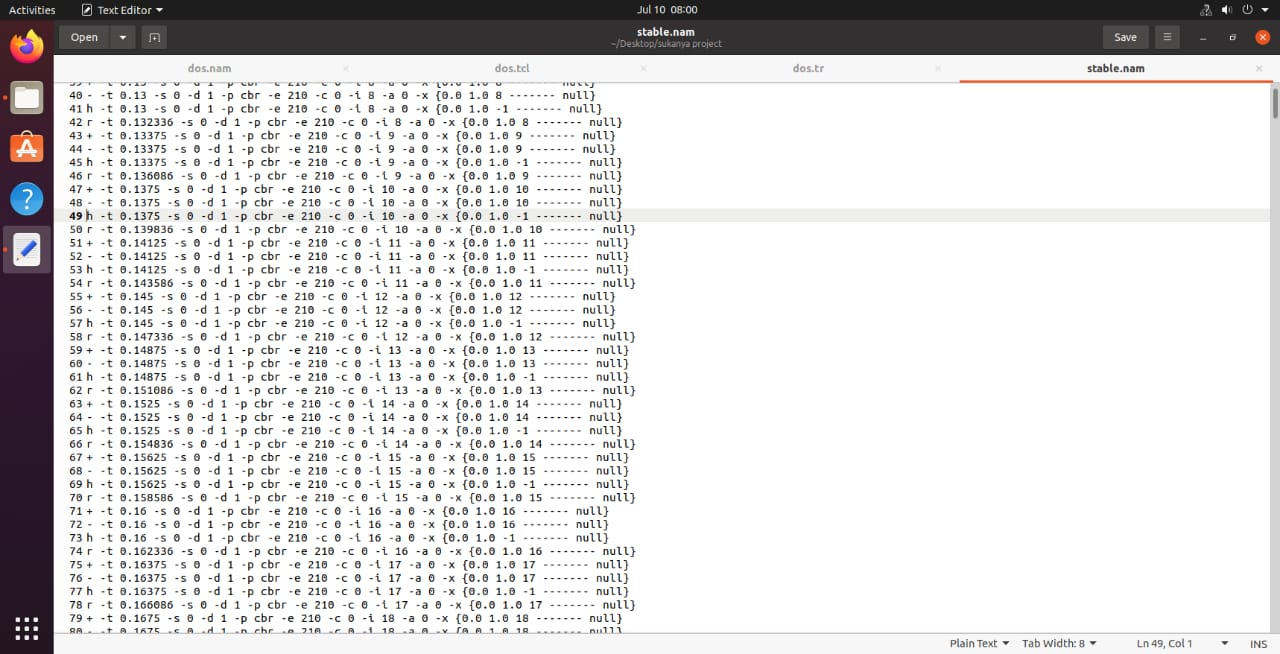 Activities
Text Editor
Jul 10 08:00
Open
stable.nam
~/Desktop/sukanya project
Save
dos.nam
dos.tcl
dos.tr
stable.nam
40 - -t 0.13 -s 0 -d 1 -p cbr -e 210 -c 0 -i 8 -a 0 -x {0.0 1.0 8 ------- null}
41 h -t 0.13 -s 0 -d 1 -p cbr -e 210 -c 0 -i 8 -a 0 -x {0.0 1.0 -1 ------- null}
42 r -t 0.132336 -s 0 -d 1 -p cbr -e 210 -c 0 -i 8 -a 0 -x {0.0 1.0 8 ------- null}
43 + -t 0.13375 -s 0 -d 1 -p cbr -e 210 -c 0 -i 9 -a 0 -x {0.0 1.0 9 ------- null}
44 - -t 0.13375 -s 0 -d 1 -p cbr -e 210 -c 0 -i 9 -a 0 -x {0.0 1.0 9 ------- null}
45 h -t 0.13375 -s 0 -d 1 -p cbr -e 210 -c 0 -i 9 -a 0 -x {0.0 1.0 -1 ------- null}
46 r -t 0.136086 -s 0 -d 1 -p cbr -e 210 -c 0 -i 9 -a 0 -x {0.0 1.0 9 ------- null}
47 + -t 0.1375 -s 0 -d 1 -p cbr -e 210 -c 0 -i 10 -a 0 -x {0.0 1.0 10 ------- null}
48 - -t 0.1375 -s 0 -d 1 -p cbr -e 210 -c 0 -i 10 -a 0 -x {0.0 1.0 10 ------- null}
49 h -t 0.1375 -s 0 -d 1 -p cbr -e 210 -c 0 -i 10 -a 0 -x {0.0 1.0 -1 ------- null}
50 r -t 0.139836 -s 0 -d 1 -p cbr -e 210 -c 0 -i 10 -a 0 -x {0.0 1.0 10 ------- null}
51 + -t 0.14125 -s 0 -d 1 -p cbr -e 210 -c 0 -i 11 -a 0 -x {0.0 1.0 11 ------- null}
52 - -t 0.14125 -s 0 -d 1 -p cbr -e 210 -c 0 -i 11 -a 0 -x {0.0 1.0 11 ------- null}
53 h -t 0.14125 -s 0 -d 1 -p cbr -e 210 -c 0 -i 11 -a 0 -x {0.0 1.0 -1 ------- null}
54 r -t 0.143586 -s 0 -d 1 -p cbr -e 210 -c 0 -i 11 -a 0 -x {0.0 1.0 11 ------- null}
55 + -t 0.145 -s 0 -d 1 -p cbr -e 210 -c 0 -i 12 -a 0 -x {0.0 1.0 12 ------- null}
56 - -t 0.145 -s 0 -d 1 -p cbr -e 210 -c 0 -i 12 -a 0 -x {0.0 1.0 12 ------- null}
57 h -t 0.145 -s 0 -d 1 -p cbr -e 210 -c 0 -i 12 -a 0 -x {0.0 1.0 -1 ------- null}
58 r -t 0.147336 -s 0 -d 1 -p cbr -e 210 -c 0 -i 12 -a 0 -x {0.0 1.0 12 ------- null}
59 + -t 0.14875 -s 0 -d 1 -p cbr -e 210 -c 0 -i 13 -a 0 -x {0.0 1.0 13 ------- null}
60 - -t 0.14875 -s 0 -d 1 -p cbr -e 210 -c 0 -i 13 -a 0 -x {0.0 1.0 13 ------- null}
61 h -t 0.14875 -s 0 -d 1 -p cbr -e 210 -c 0 -i 13 -a 0 -x {0.0 1.0 -1 ------- null}
62 r -t 0.151086 -s 0 -d 1 -p cbr -e 210 -c 0 -i 13 -a 0 -x {0.0 1.0 13 ------- null}
63 + -t 0.1525 -s 0 -d 1 -p cbr -e 210 -c 0 -i 14 -a 0 -x {0.0 1.0 14 ------- null}
64 - -t 0.1525 -s 0 -d 1 -p cbr -e 210 -c 0 -i 14 -a 0 -x {0.0 1.0 14 ------- null}
65 h -t 0.1525 -s 0 -d 1 -p cbr -e 210 -c 0 -i 14 -a 0 -x {0.0 1.0 -1 ------- null}
66 r -t 0.154836 -s 0 -d 1 -p cbr -e 210 -c 0 -i 14 -a 0 -x {0.0 1.0 14 ------- null}
67 + -t 0.15625 -s 0 -d 1 -p cbr -e 210 -c 0 -i 15 -a 0 -x {0.0 1.0 15 ------- null}
68 - -t 0.15625 -s 0 -d 1 -p cbr -e 210 -c 0 -i 15 -a 0 -x {0.0 1.0 15 ------- null}
69 h -t 0.15625 -s 0 -d 1 -p cbr -e 210 -c 0 -i 15 -a 0 -x {0.0 1.0 -1 ------- null}
70 r -t 0.158586 -s 0 -d 1 -p cbr -e 210 -c 0 -i 15 -a 0 -x {0.0 1.0 15 ------- null}
71 + -t 0.16 -s 0 -d 1 -p cbr -e 210 -c 0 -i 16 -a 0 -x {0.0 1.0 16 ------- null}
72 - -t 0.16 -s 0 -d 1 -p cbr -e 210 -c 0 -i 16 -a 0 -x {0.0 1.0 16 ------- null}
73 h -t 0.16 -s 0 -d 1 -p cbr -e 210 -c 0 -i 16 -a 0 -x {0.0 1.0 -1 ------- null}
74 r -t 0.162336 -s 0 -d 1 -p cbr -e 210 -c 0 -i 16 -a 0 -x {0.0 1.0 16 ------- null}
75 + -t 0.16375 -s 0 -d 1 -p cbr -e 210 -c 0 -i 17 -a 0 -x {0.0 1.0 17 ------- null}
76 - -t 0.16375 -s 0 -d 1 -p cbr -e 210 -c 0 -i 17 -a 0 -x {0.0 1.0 17 ------- null}
77 h -t 0.16375 -s 0 -d 1 -p cbr -e 210 -c 0 -i 17 -a 0 -x {0.0 1.0 -1 ------- null}
78 r -t 0.166086 -s 0 -d 1 -p cbr -e 210 -c 0 -i 17 -a 0 -x {0.0 1.0 17 ------- null}
79 + -t 0.1675 -s 0 -d 1 -p cbr -e 210 -c 0 -i 18 -a 0 -x {0.0 1.0 18 ------- null}
80 - -t 0.1675 -s 0 -d 1 -p cbr -e 210 -c 0 -i 18 -a 0 -x {0.0 1.0 18 ------- null}
Plain Text
Tab Width: 8
Ln 49, Col 1
INS